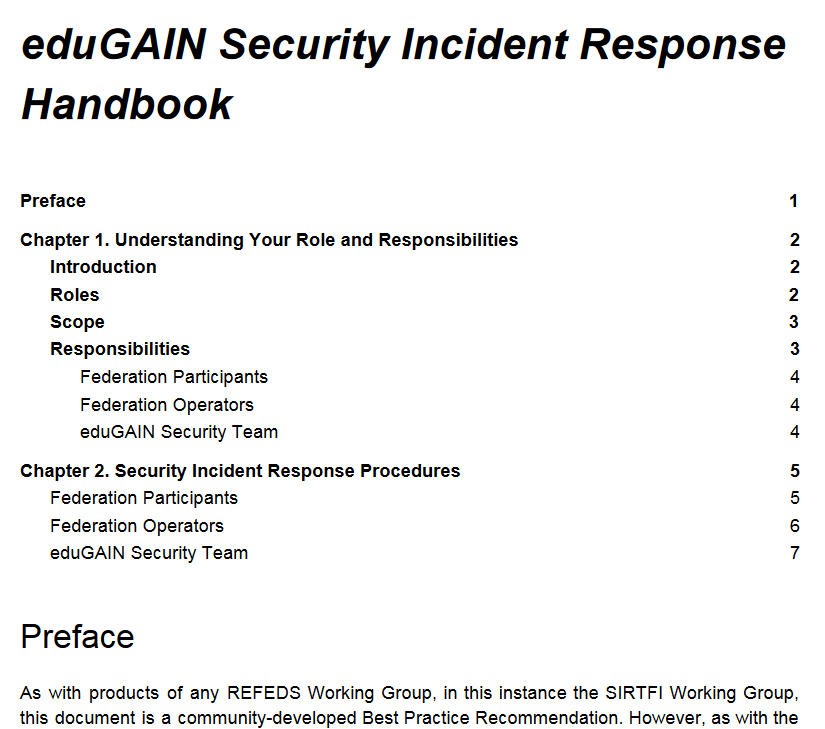 eduGAIN Security Incident Response
Handbook
Preface 1
Chapter 1. Understanding Your Role and Responsibilities 2
Introduction 2
Roles 2
Scope 3
Responsibilities 3
Federation Participants 4
Federation Operators 4
eduGAIN Security Team 4
Chapter 2. Security Incident Response Procedures 5
Federation Participants 5
Federation Operators 6
eduGAIN Security Team 7
Preface
As with products of any REFEDS Working Group, in this instance the SIRTFI Working Group,
this document is a community-developed Best Practice Recommendation. However, as with the